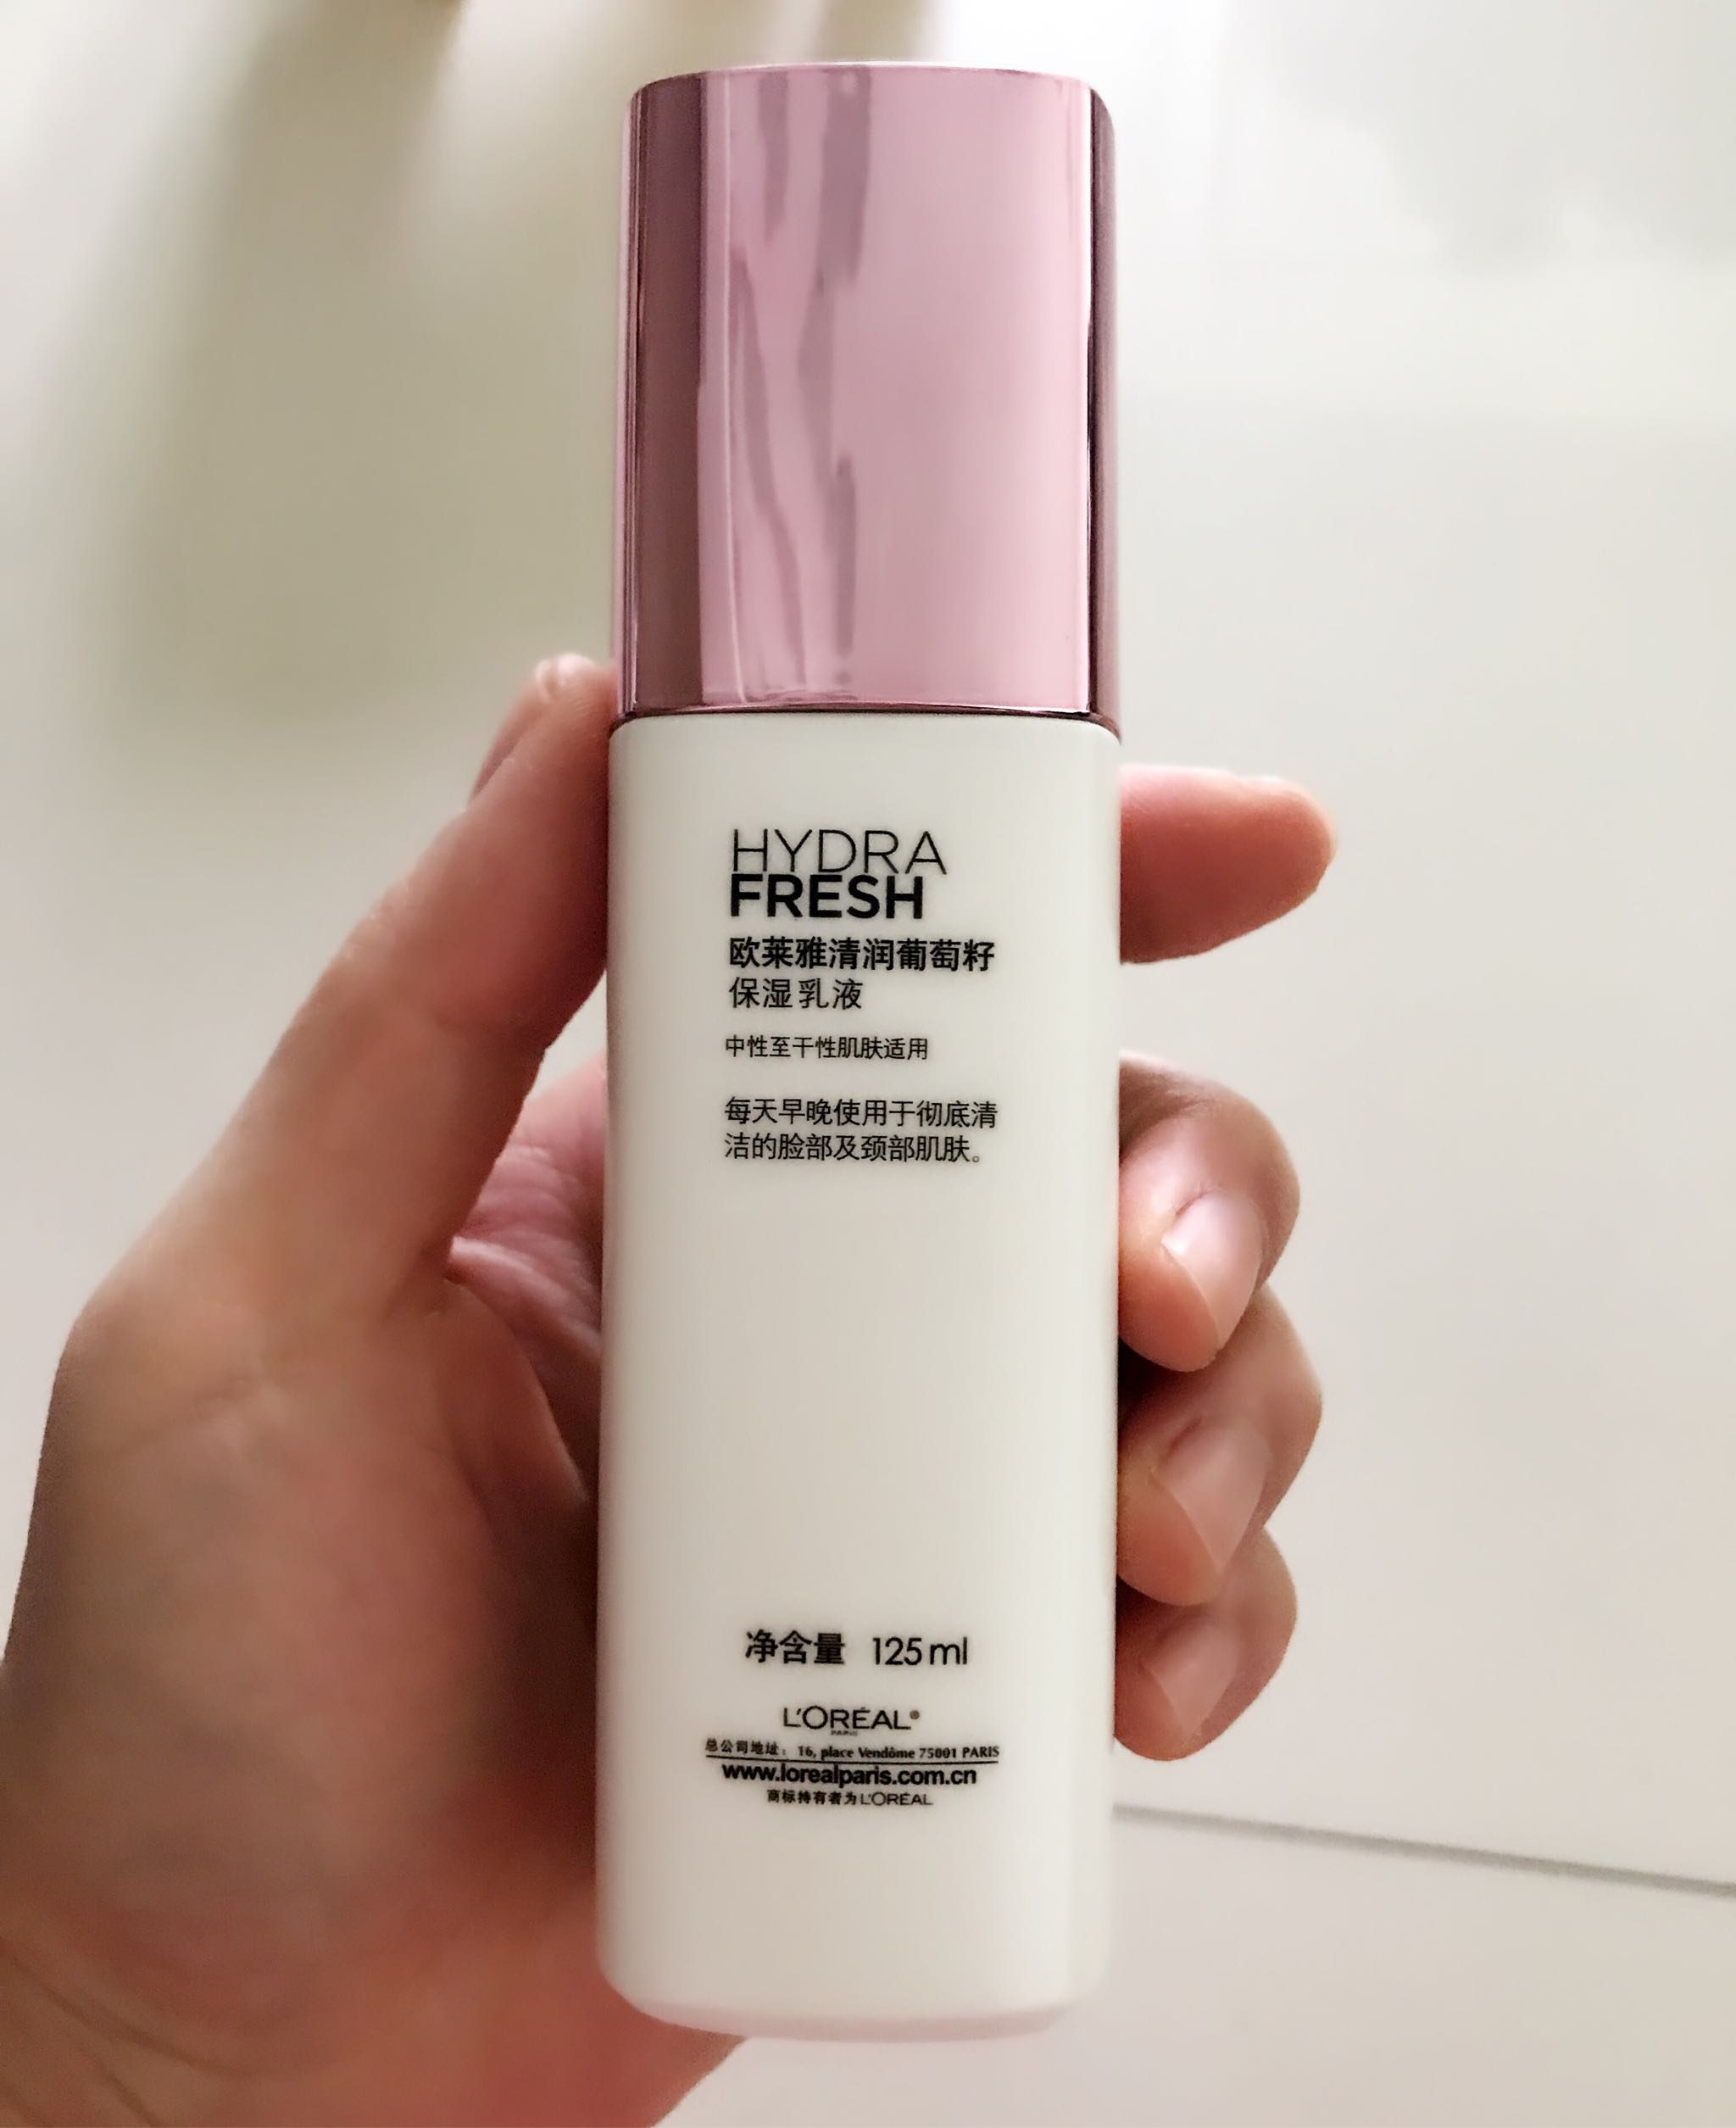 HYDRA
FRESH
欧莱雅清润葡萄籽
保湿乳液
中性至干性肌肤适用
每天早晚使用于彻底清
洁的脸部及颈部肌肤。
净含量 125ml
L'ORÉAL®
PARIS
总公司地址: 16, place Vendôme 75001 PARIS
www.lorealparis.com.cn
商标持有者为L'ORÉAL